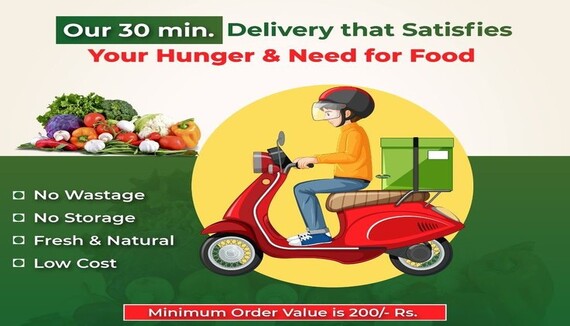 Our 30 min. Delivery that Satisfies
Your Hunger & Need for Food
No Wastage
No Storage
Fresh & Natural
Low Cost
Minimum Order Value is 200/- Rs.